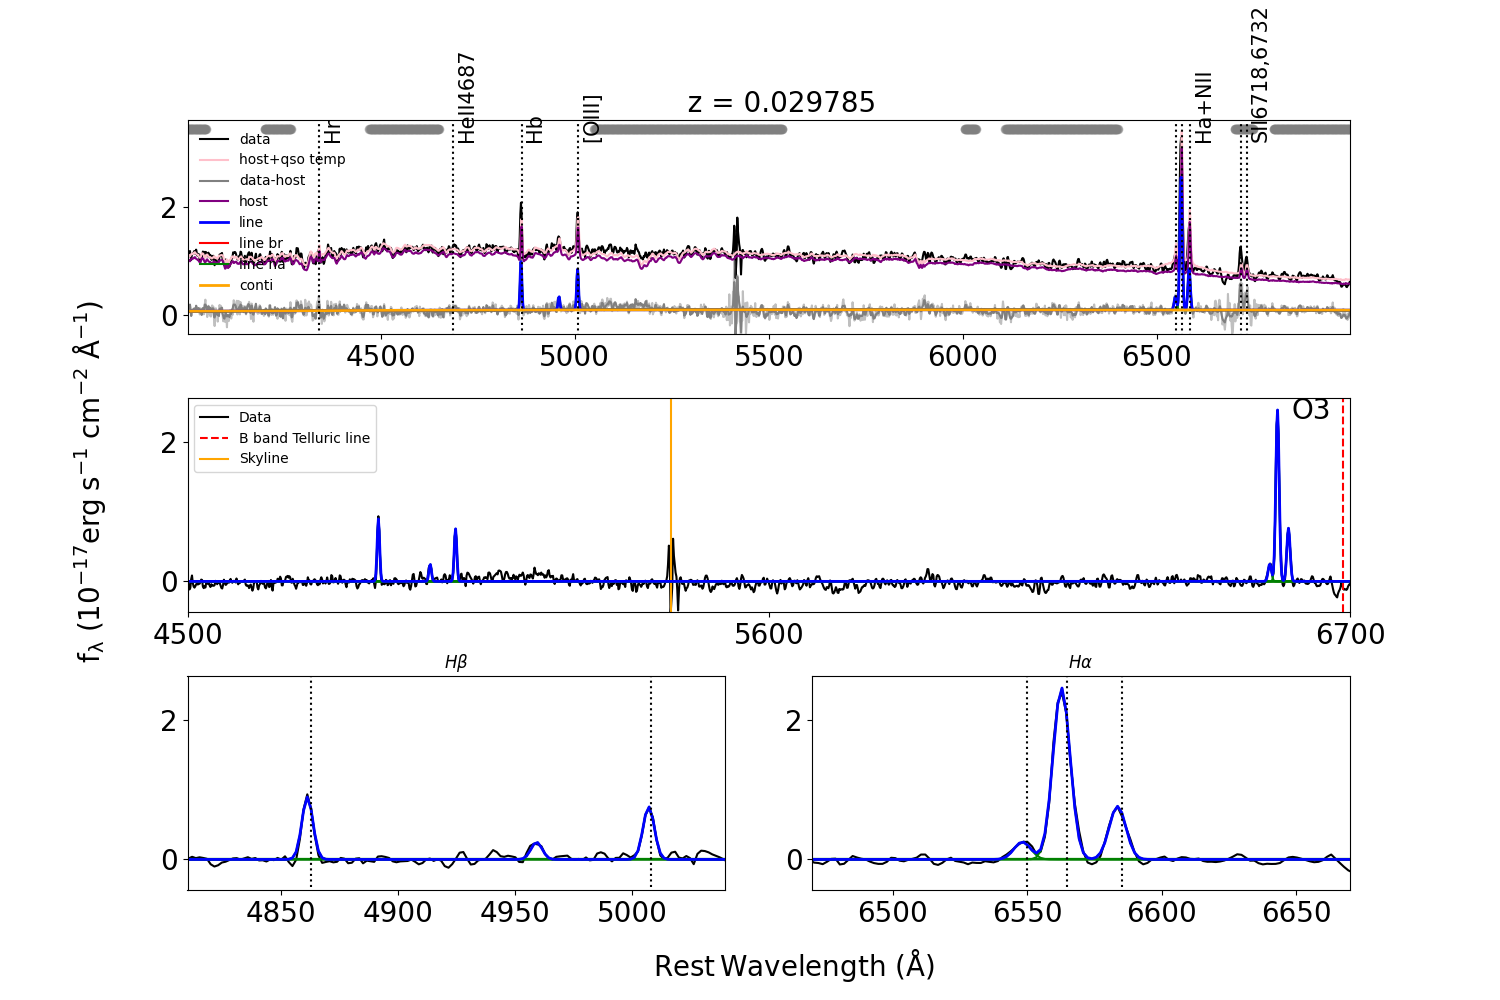 z = 0.029785
Hr
HeII4687
Hb
[OIII]
Ha+NII
SII6718,6732
data
host+qso temp
data-host
host
line
line br
line na
conti
2
0
4500
5000
5500
6000
6500
f_λ (10^−17 erg s^−1 cm^−2 Å^−1)
Data
B band Telluric line
Skyline
O3
2
0
4500
5600
6700
Hβ
Hα
2
0
4850
4900
4950
5000
2
0
6500
6550
6600
6650
Rest Wavelength (Å)